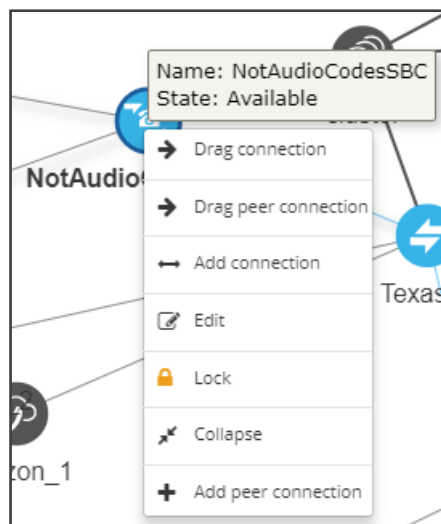 Name: NotAudioCodesSBC
State: Available
NotAudio
Drag connection
Drag peer connection
Add connection
Texas
Edit
Lock
Collapse
zon_1
Add peer connection